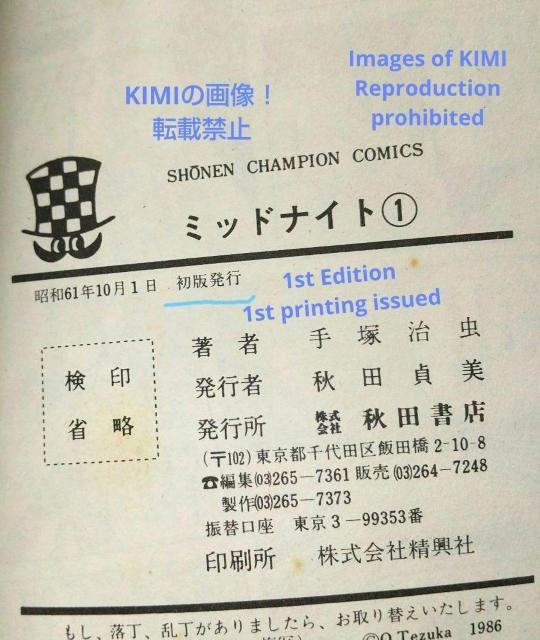 KIMIの画像！
転載禁止
Images of KIMI
Reproduction
prohibited
SHŌNEN CHAMPION COMICS
ミッドナイト①
昭和61年10月1日 初版発行
1st Edition
1st printing issued
検印
省略
著者 手塚治虫
発行者 秋田貞美
発行所 株式会社 秋田書店
(〒102)東京都千代田区飯田橋2-10-8
☎編集(03)265—7361 販売(03)264-7248
製作(03)265-7373
振替口座 東京3—99353番
印刷所 株式会社精興社
もし、落丁、乱丁がありましたら、お取り替えいたします。
©O.Tezuka 1986